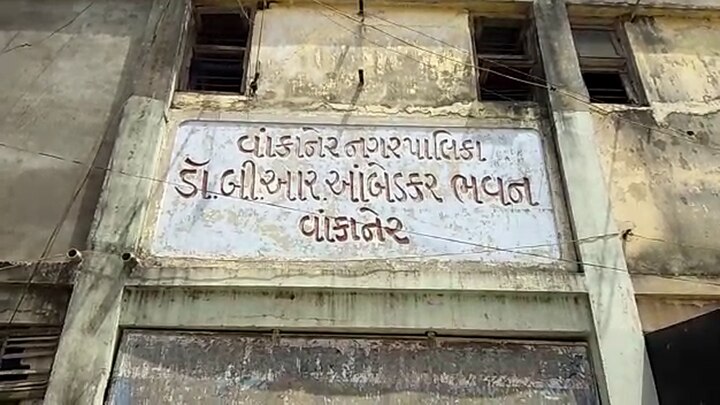 વાંકાનેર નગરપાલિકા
ડૉ.બી.આર.આંબેડકર ભવન
વાંકાનેર